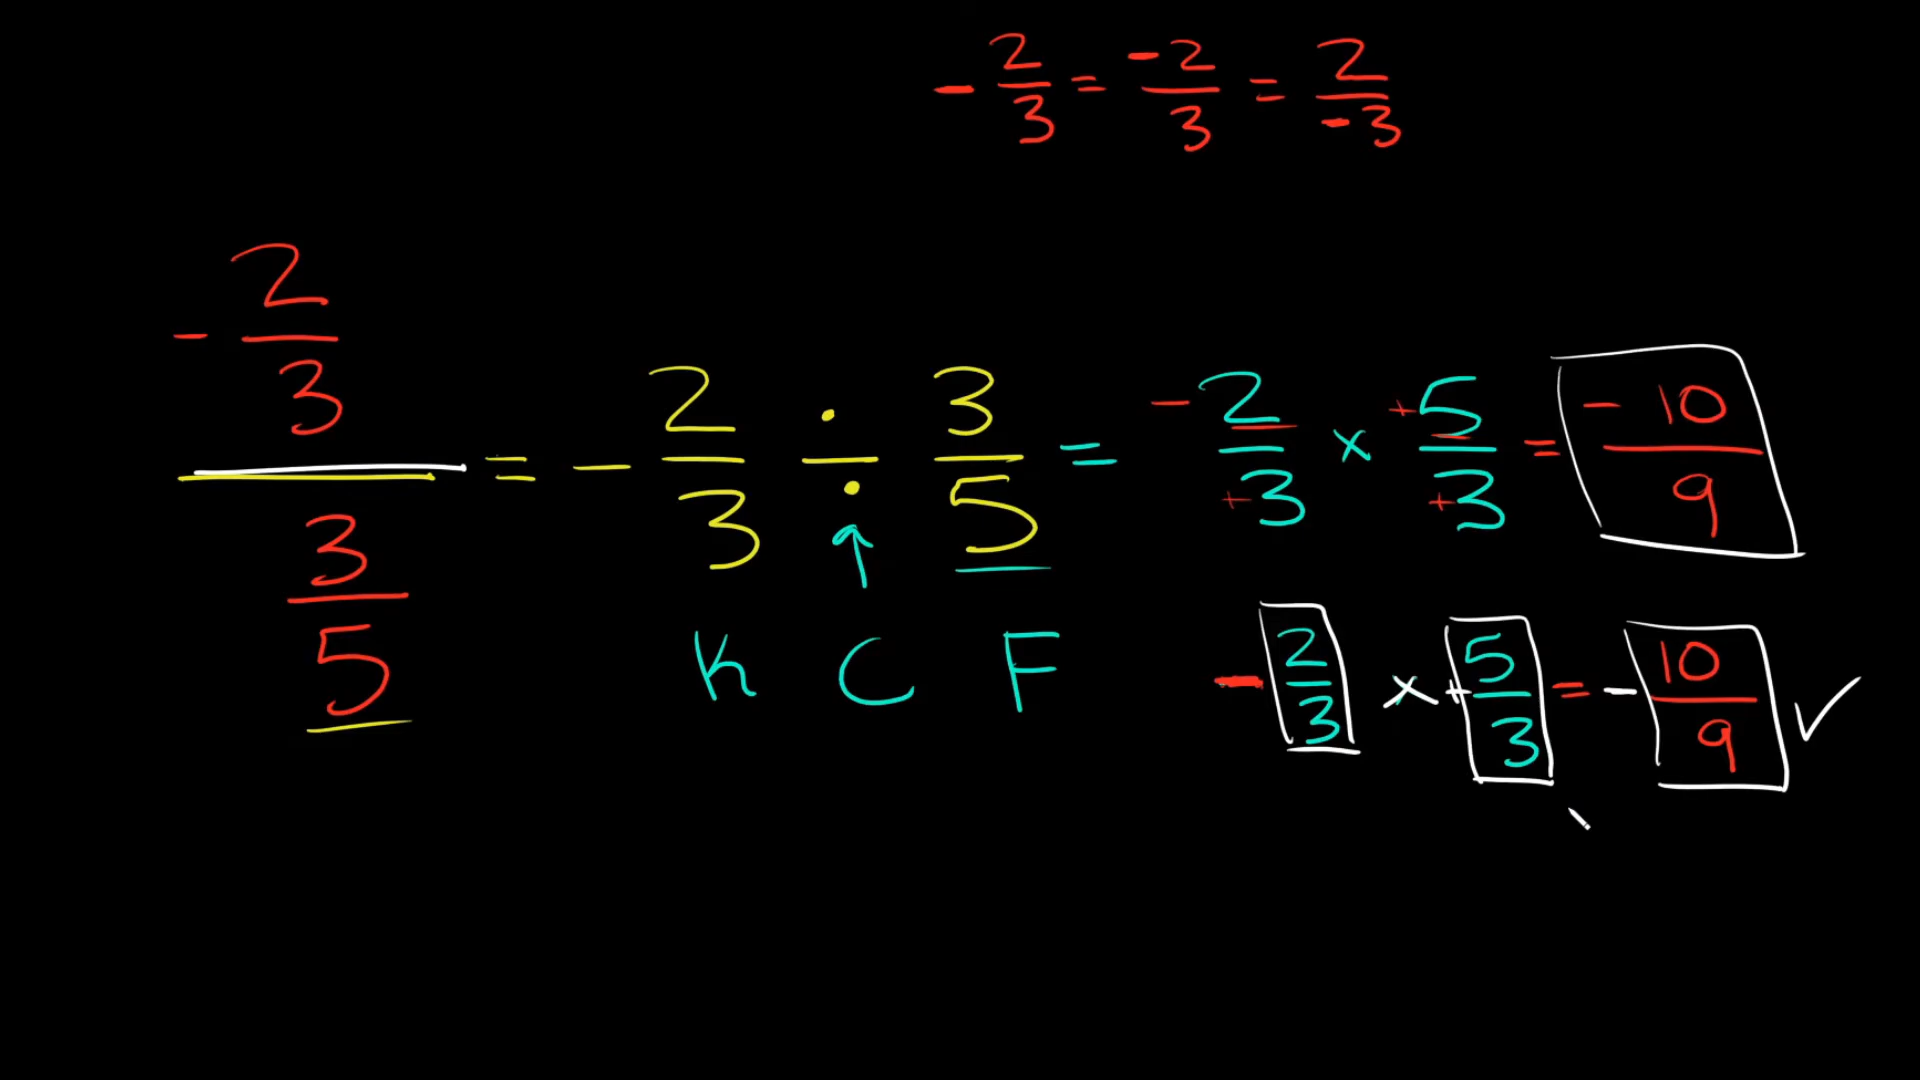 - 2/3 = -2/3 = 2/-3
(- 2/3)/(3/5) = - 2/3 ÷ 3/5 = -2/+3 × +5/+3 = -10/9
K C F
- 2/3 × + 5/3 = - 10/9 ✓